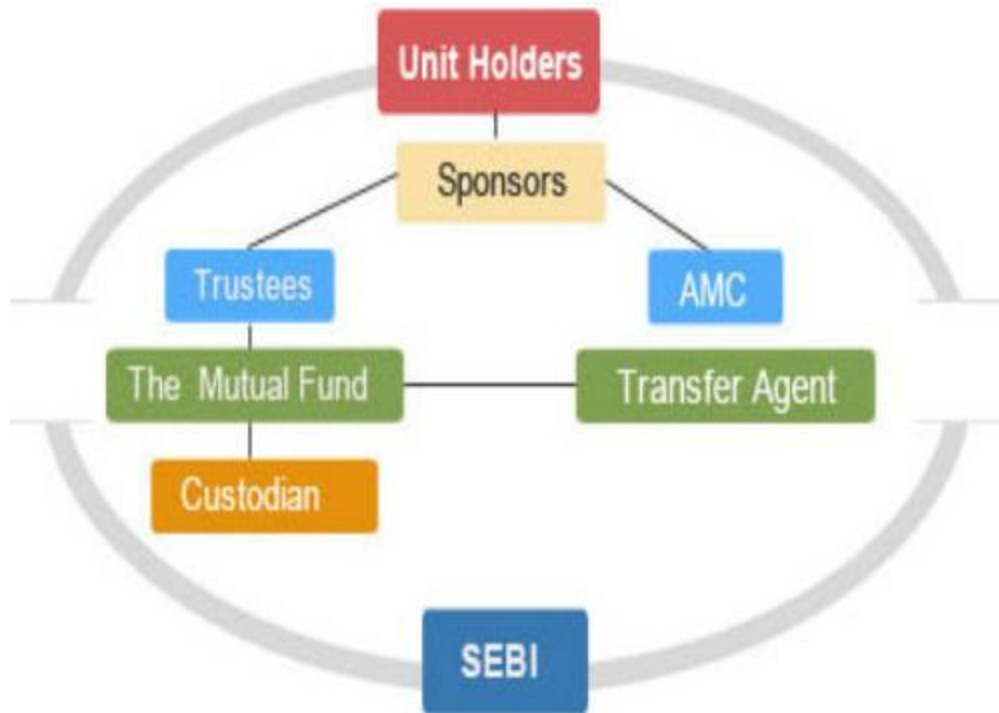 Unit Holders
Sponsors
Trustees
AMC
The Mutual Fund
Transfer Agent
Custodian
SEBI